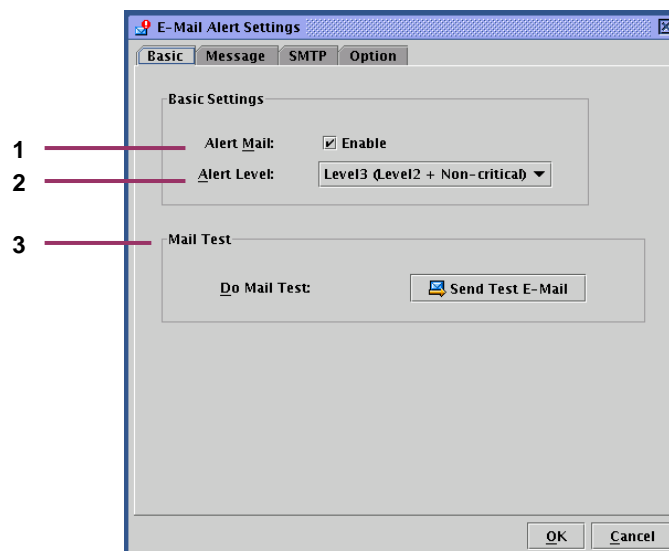 E-Mail Alert Settings
Basic Message SMTP Option
Basic Settings
1 Alert Mail: Enable
2 Alert Level: Level3 (Level2 + Non-critical)
3 Mail Test
Do Mail Test: Send Test E-Mail
OK Cancel